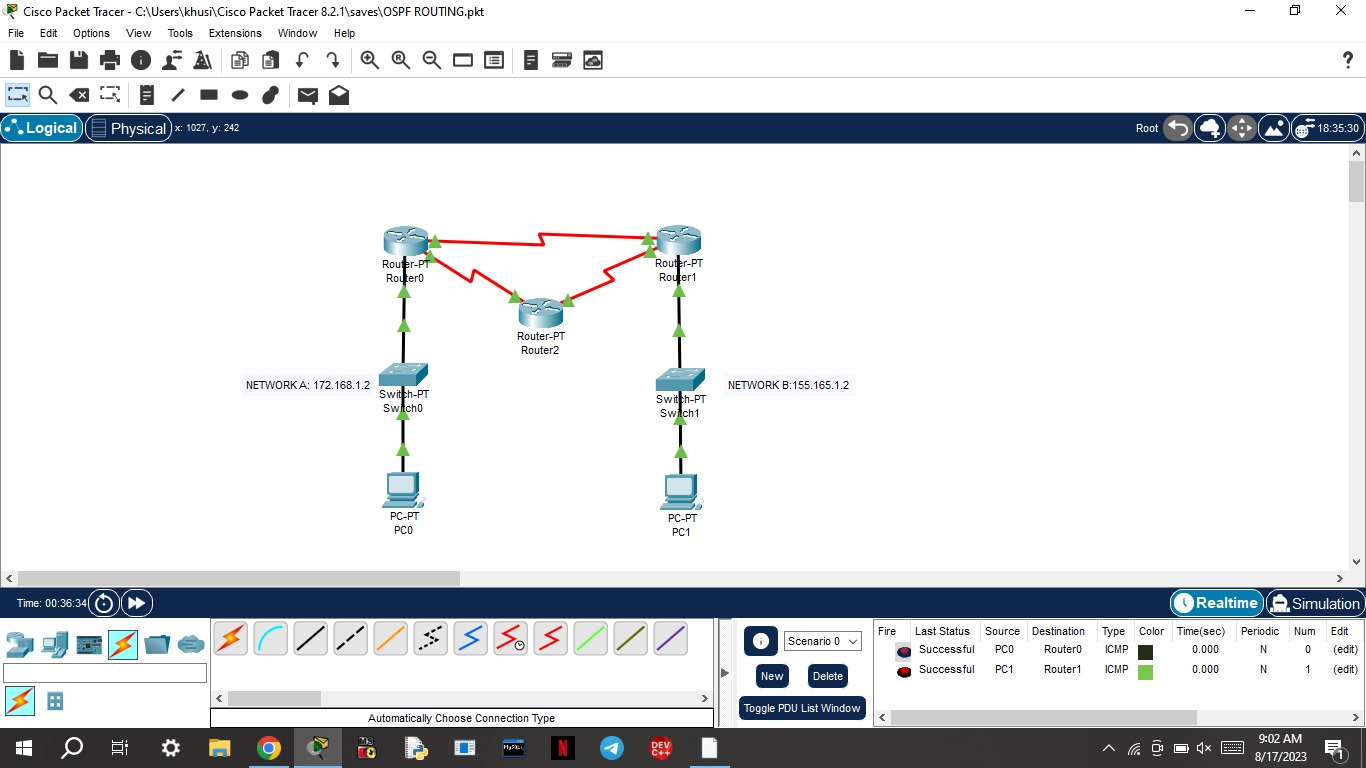 Cisco Packet Tracer - C:\Users\khusi\Cisco Packet Tracer 8.2.1\saves\OSPF ROUTING.pkt
File Edit Options View Tools Extensions Window Help
?
Logical Physical x: 1027, y: 242 Root 18:35:30
Router-PT
Router0
Router-PT
Router1
Router-PT
Router2
NETWORK A: 172.168.1.2
Switch-PT
Switch0
Switch-PT
Switch1
NETWORK B:155.165.1.2
PC-PT
PC0
PC-PT
PC1
Time: 00:36:34 Realtime Simulation
Automatically Choose Connection Type
Scenario 0
New Delete
Toggle PDU List Window
Fire Last Status Source Destination Type Color Time(sec) Periodic Num Edit
Successful PC0 Router0 ICMP 0.000 N 0 (edit)
Successful PC1 Router1 ICMP 0.000 N 1 (edit)
MySQL
N
DEV
C++
9:02 AM
8/17/2023
1